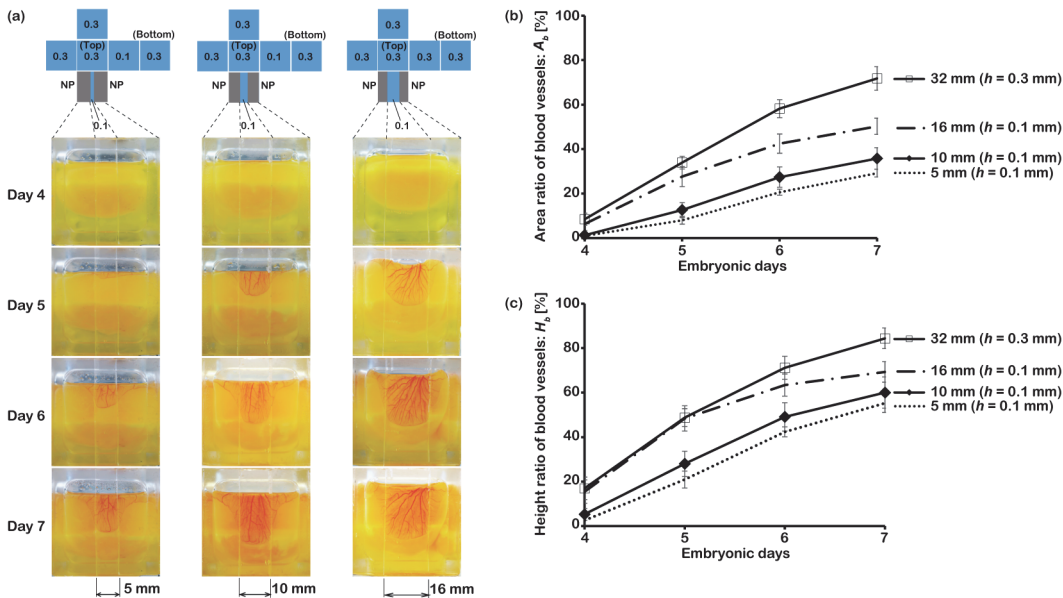 (a)
0.3
(Top)
(Bottom)
0.3 0.3 0.1 0.3
NP NP
0.1
0.3
(Top)
(Bottom)
0.3 0.3 0.1 0.3
NP NP
0.1
0.3
(Top)
(Bottom)
0.3 0.3 0.3 0.3
NP NP
0.1
Day 4
Day 5
Day 6
Day 7
5 mm
10 mm
16 mm
(b)
Area ratio of blood vessels: A_b [%]
100
80
60
40
20
0
4 5 6 7
Embryonic days
32 mm (h = 0.3 mm)
16 mm (h = 0.1 mm)
10 mm (h = 0.1 mm)
5 mm (h = 0.1 mm)
(c)
Height ratio of blood vessels: H_b [%]
100
80
60
40
20
0
4 5 6 7
Embryonic days
32 mm (h = 0.3 mm)
16 mm (h = 0.1 mm)
10 mm (h = 0.1 mm)
5 mm (h = 0.1 mm)